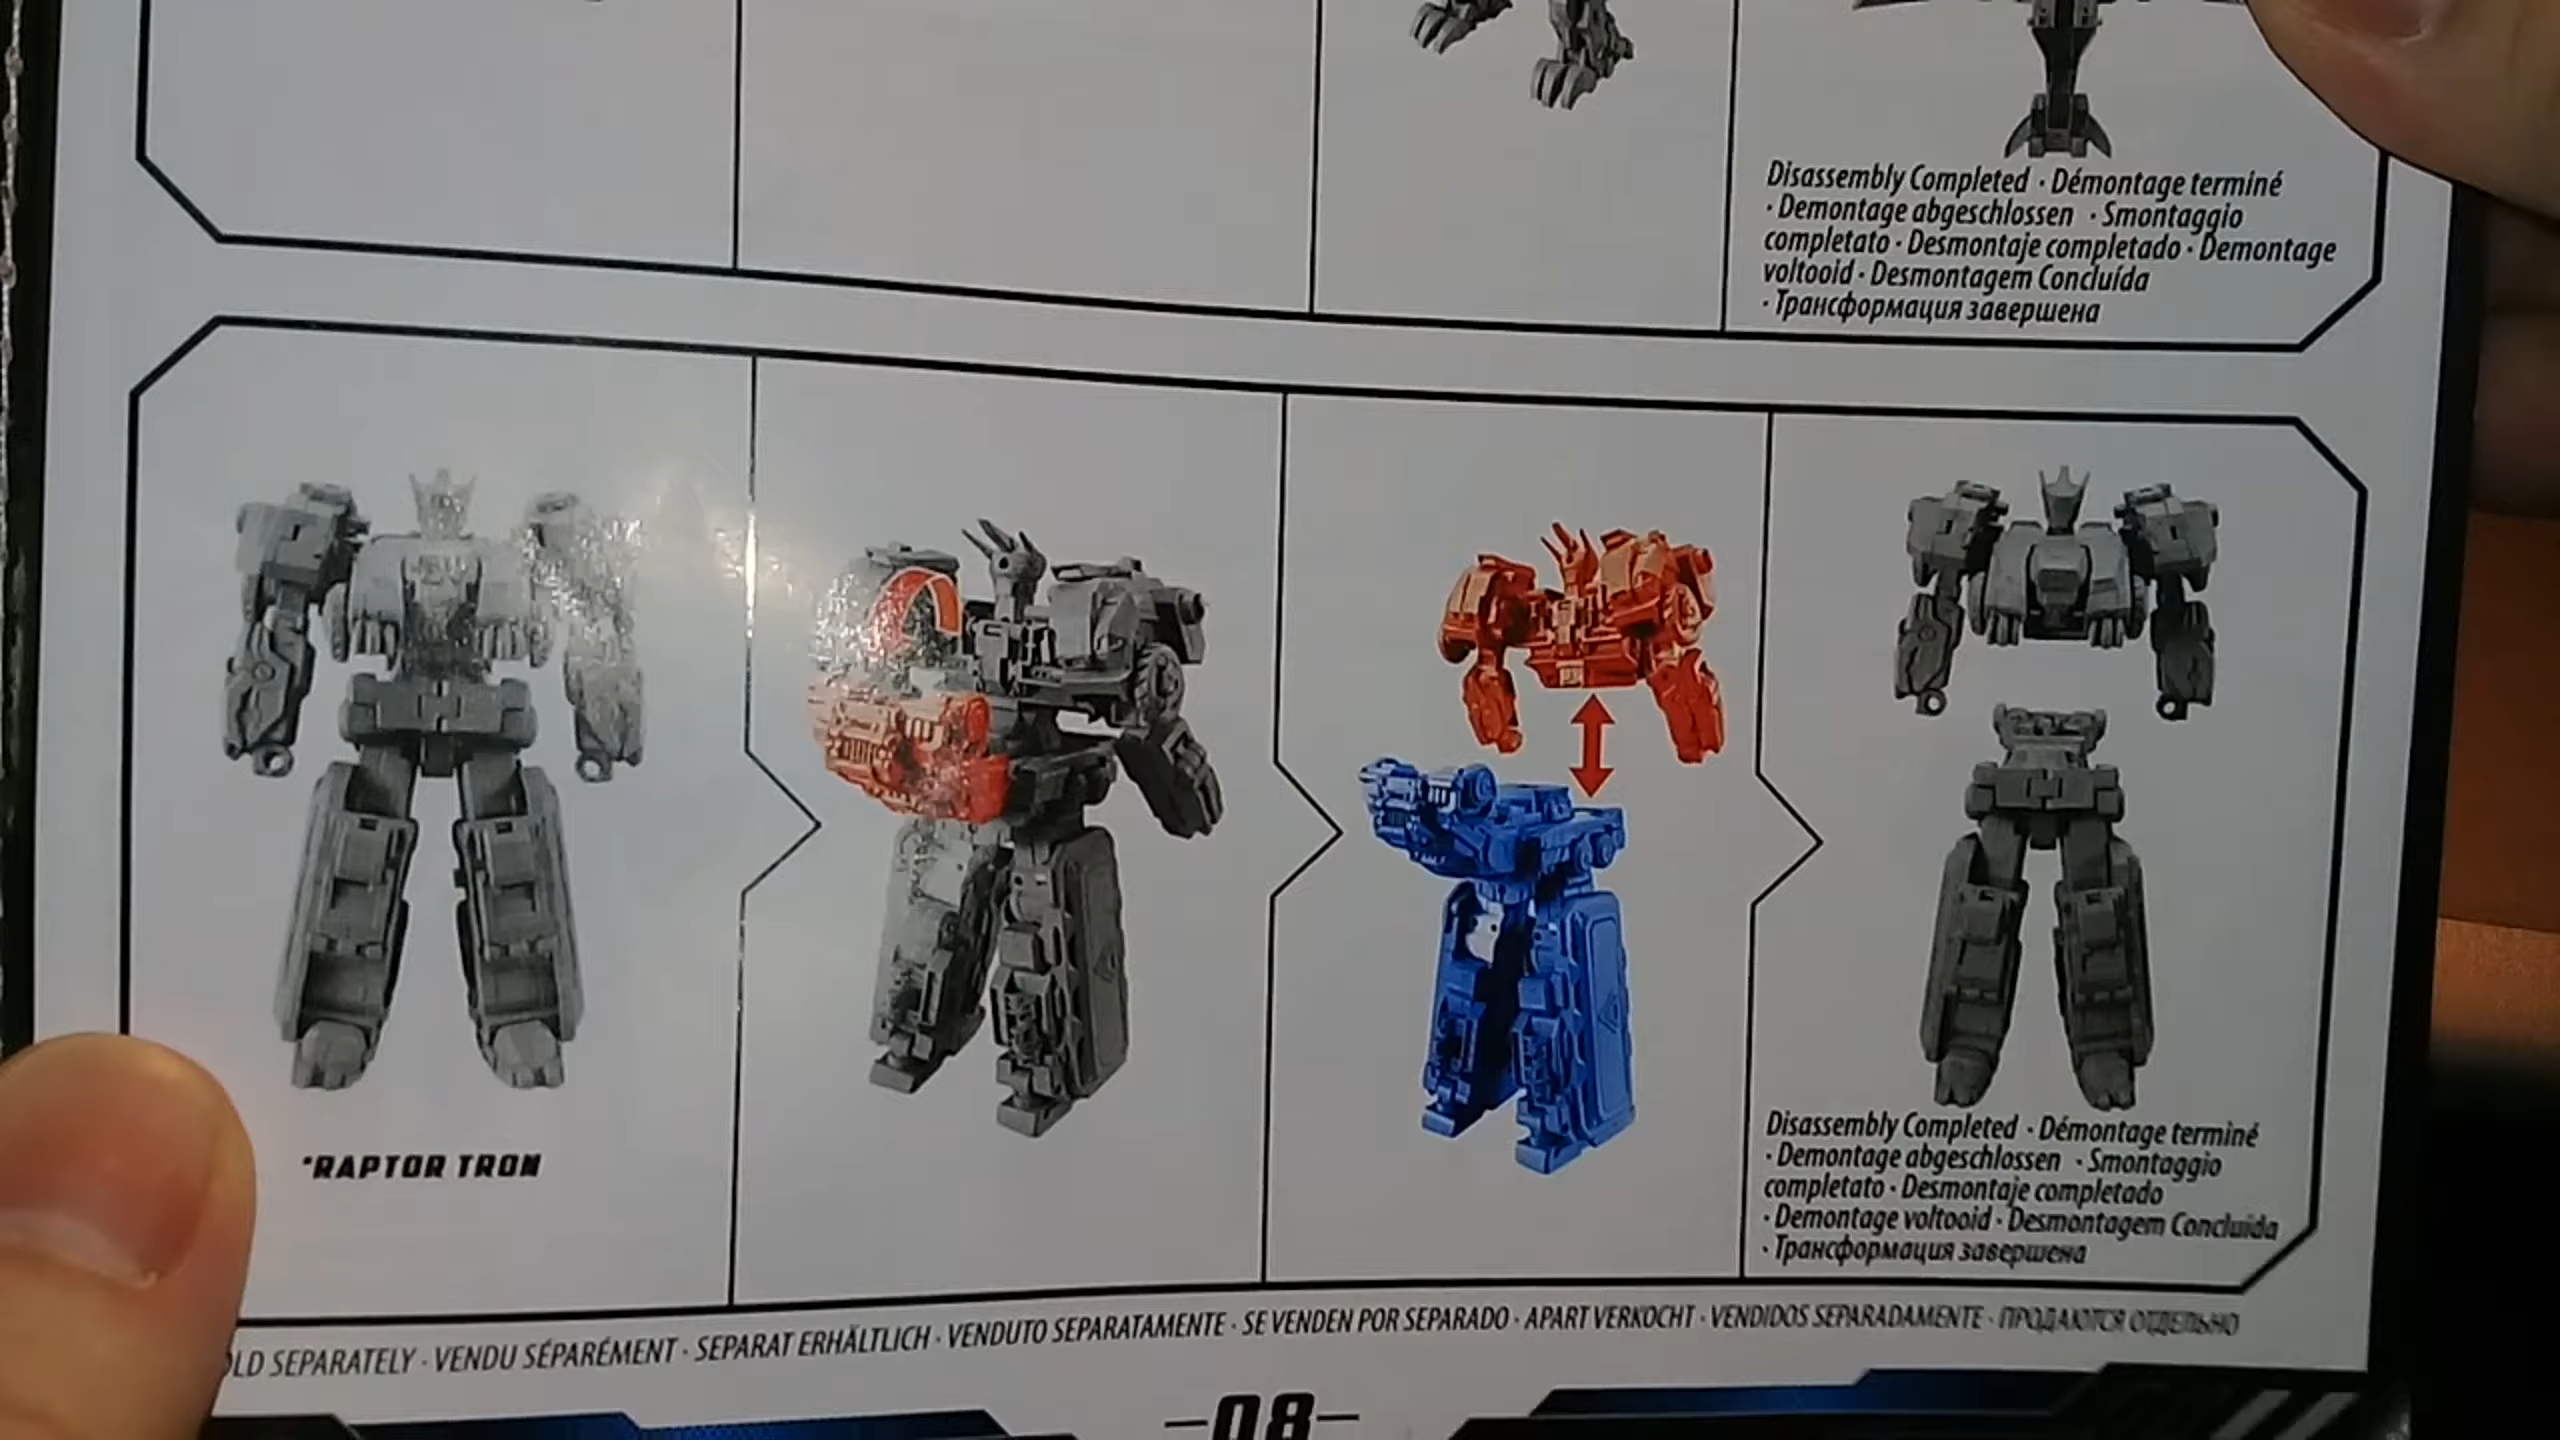 Disassembly Completed · Démontage terminé
· Demontage abgeschlossen · Smontaggio
completato · Desmontaje completado · Demontage
voltooid · Desmontagem Concluída
· Трансформация завершена
*RAPTOR TRON
Disassembly Completed · Démontage terminé
· Demontage abgeschlossen · Smontaggio
completato · Desmontaje completado
· Demontage voltooid · Desmontagem Concluída
· Трансформация завершена
LD SEPARATELY · VENDU SÉPARÉMENT · SEPARAT ERHÄLTLICH · VENDUTO SEPARATAMENTE · SE VENDEN POR SEPARADO · APART VERKOCHT · VENDIDOS SEPARADAMENTE · ПРОДАЮТСЯ ОТДЕЛЬНО
—08—